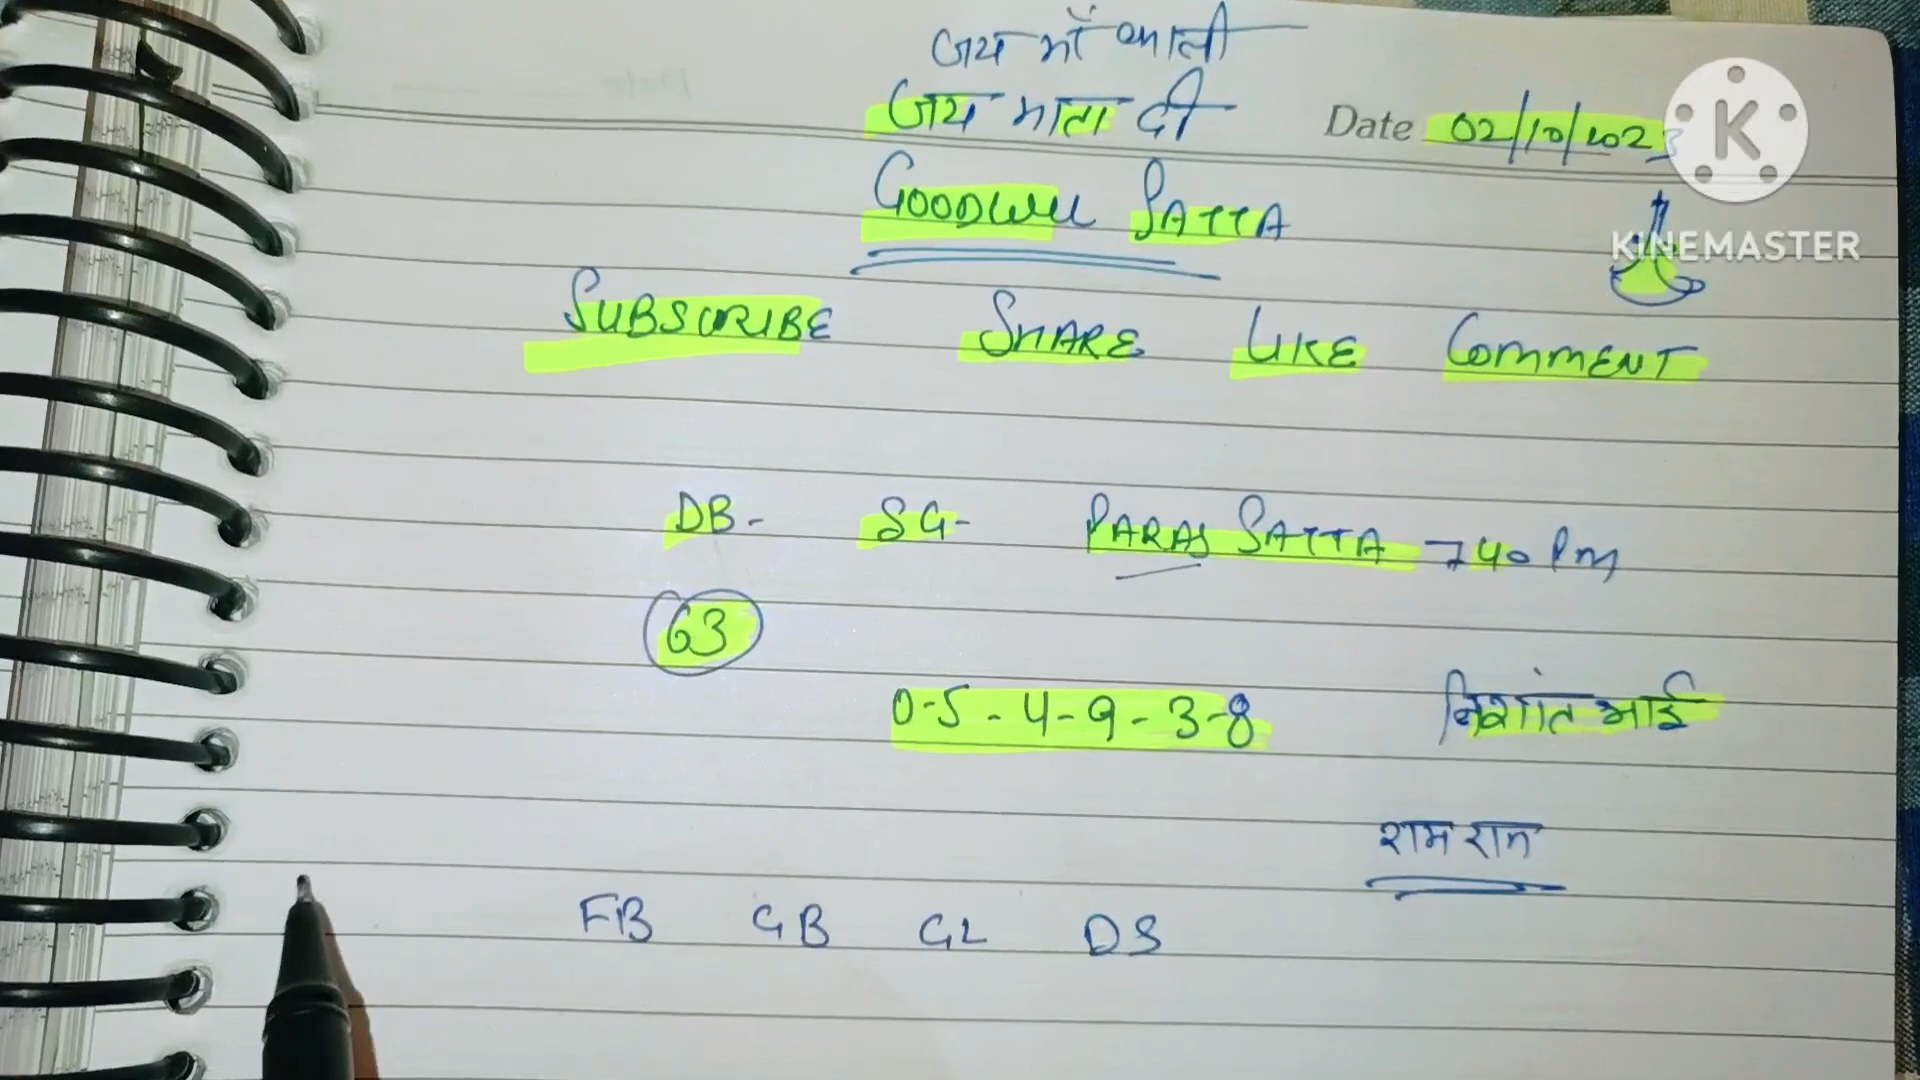 जय माँ काली
जय माता दी
Date 02/10/2023
GOODWILL SATTA
KINEMASTER
SUBSCRIBE SHARE LIKE COMMENT
DB- SG- PARAS SATTA 740 PM
63
0-5-4-9-3-8 निशांत भाई
राम राम
FB GB GL DS